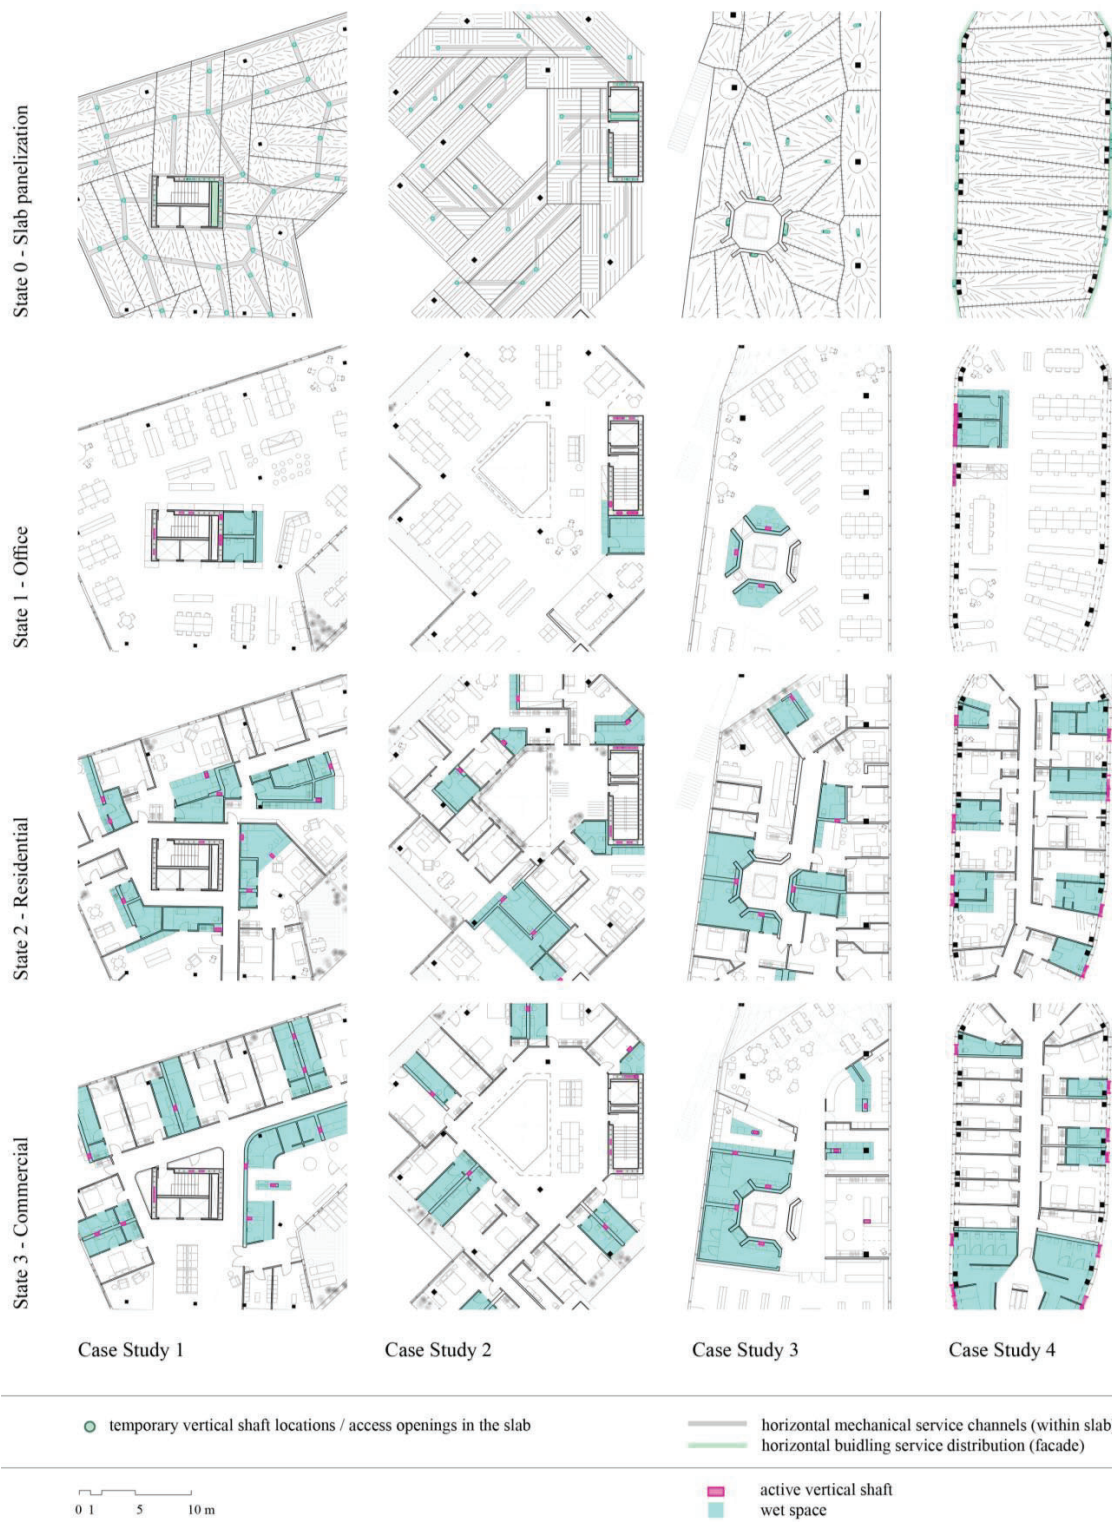 State 0 - Slab panelization
State 1 - Office
State 2 - Residential
State 3 - Commercial
Case Study 1
Case Study 2
Case Study 3
Case Study 4
temporary vertical shaft locations / access openings in the slab
horizontal mechanical service channels (within slab
horizontal buidling service distribution (facade)
0 1 5 10 m
active vertical shaft
wet space